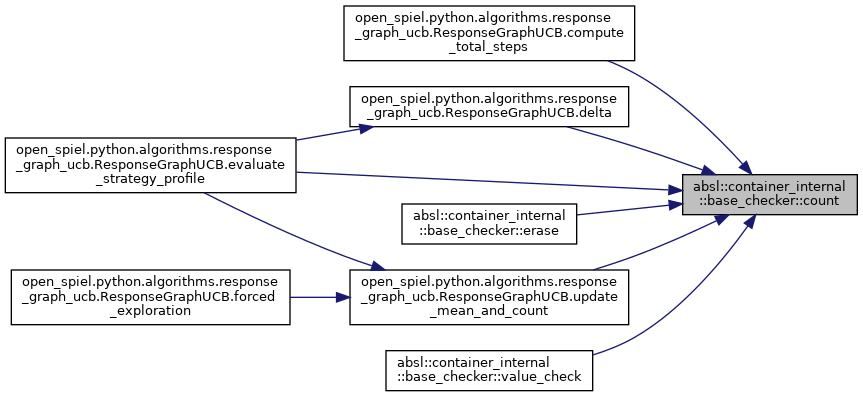 open_spiel.python.algorithms.response
_graph_ucb.ResponseGraphUCB.compute
_total_steps
open_spiel.python.algorithms.response
_graph_ucb.ResponseGraphUCB.delta
open_spiel.python.algorithms.response
_graph_ucb.ResponseGraphUCB.evaluate
_strategy_profile
absl::container_internal
::base_checker::count
absl::container_internal
::base_checker::erase
open_spiel.python.algorithms.response
_graph_ucb.ResponseGraphUCB.forced
_exploration
open_spiel.python.algorithms.response
_graph_ucb.ResponseGraphUCB.update
_mean_and_count
absl::container_internal
::base_checker::value_check